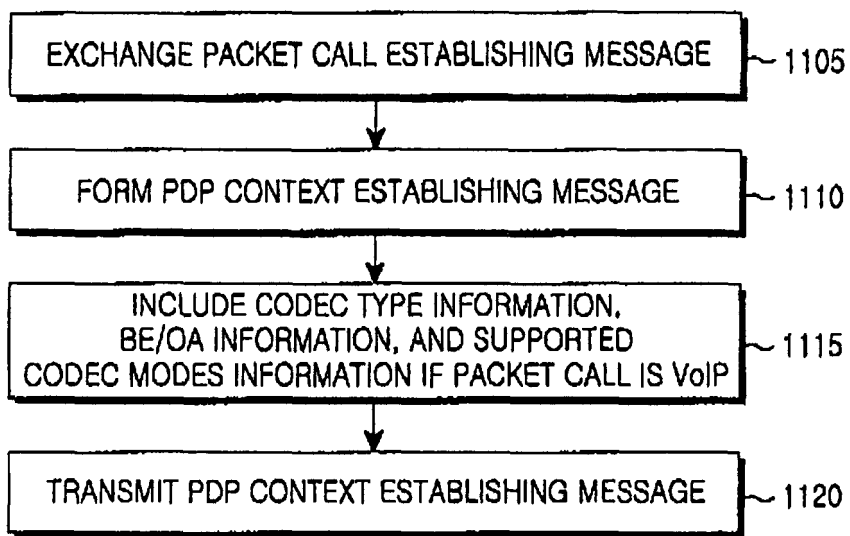 EXCHANGE PACKET CALL ESTABLISHING MESSAGE ~ 1105
FORM PDP CONTEXT ESTABLISHING MESSAGE ~ 1110
INCLUDE CODEC TYPE INFORMATION,
BE/OA INFORMATION, AND SUPPORTED
CODEC MODES INFORMATION IF PACKET CALL IS VoIP ~ 1115
TRANSMIT PDP CONTEXT ESTABLISHING MESSAGE ~ 1120